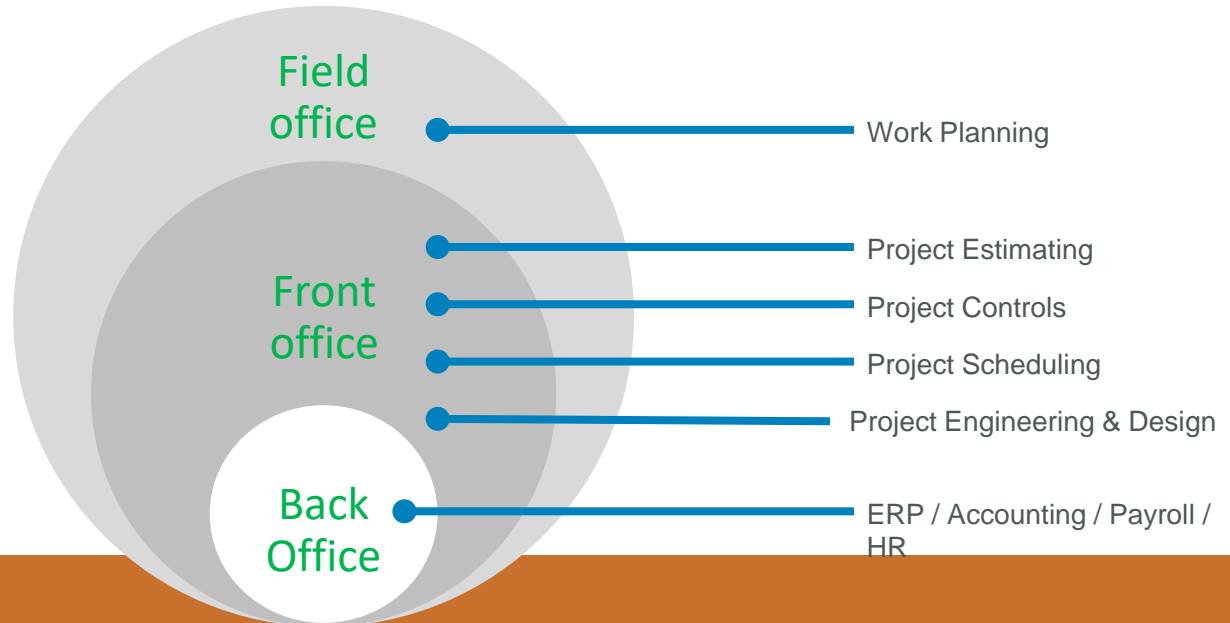 Field
office
Work Planning
Project Estimating
Front
office
Project Controls
Project Scheduling
Project Engineering & Design
Back
Office
ERP / Accounting / Payroll /
HR